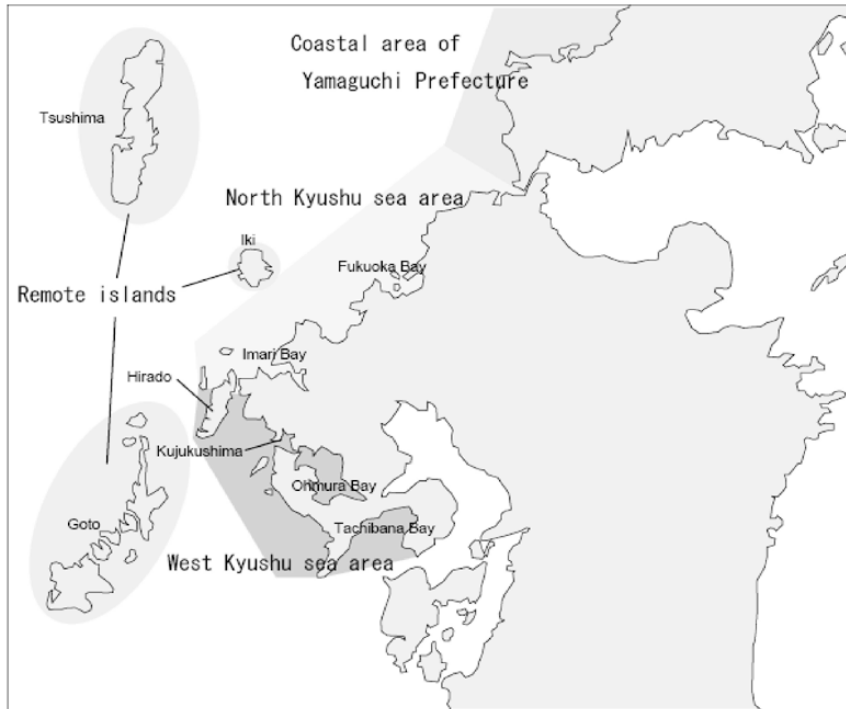 Coastal area of
Yamaguchi Prefecture
Tsushima
North Kyushu sea area
Iki
Fukuoka Bay
Remote islands
Imari Bay
Hirado
Kujukushima
Ohmura Bay
Goto
Tachibana Bay
West Kyushu sea area